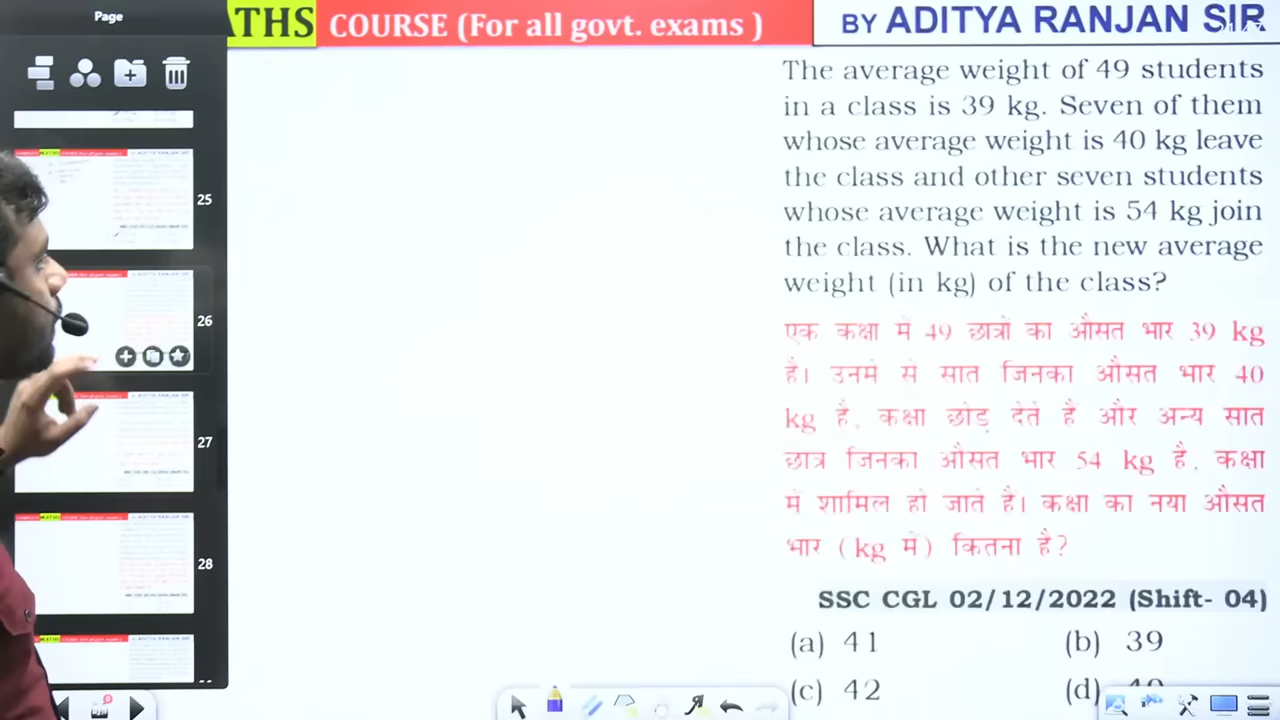 Page
ATHS COURSE (For all govt. exams ) BY ADITYA RANJAN SIR
25
26
27
28
The average weight of 49 students
in a class is 39 kg. Seven of them
whose average weight is 40 kg leave
the class and other seven students
whose average weight is 54 kg join
the class. What is the new average
weight (in kg) of the class?
एक कक्षा में 49 छात्रों का औसत भार 39 kg
है। उनमें से सात जिनका औसत भार 40
kg है, कक्षा छोड़ देते है और अन्य सात
छात्र जिनका औसत भार 54 kg है, कक्षा
में शामिल हो जाते हैं। कक्षा का नया औसत
भार ( kg में ) कितना है?
SSC CGL 02/12/2022 (Shift- 04)
(a) 41 (b) 39
(c) 42 (d)